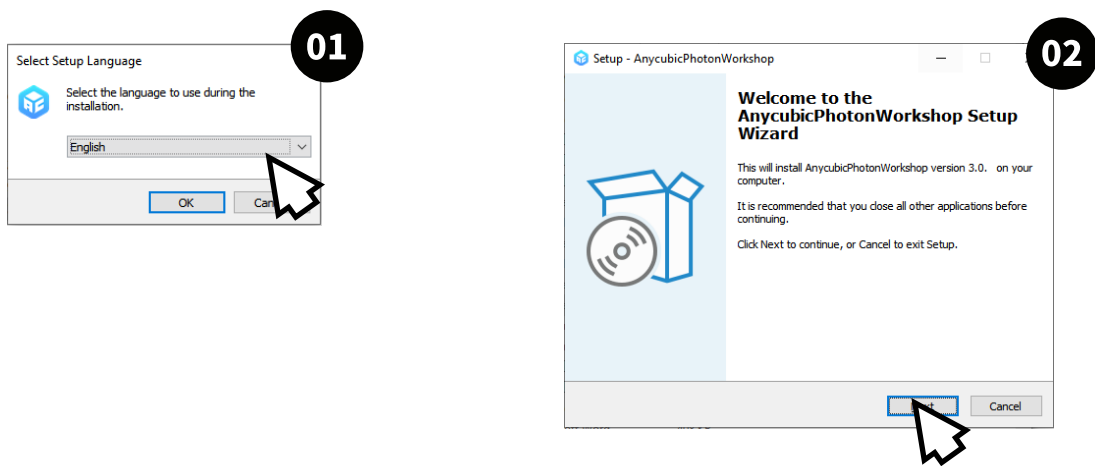 01
Select Setup Language
Select the language to use during the
installation.
English
OK
02
Setup - AnycubicPhotonWorkshop
Welcome to the
AnycubicPhotonWorkshop Setup
Wizard
This will install AnycubicPhotonWorkshop version 3.0. on your
computer.
It is recommended that you close all other applications before
continuing.
Click Next to continue, or Cancel to exit Setup.
Cancel